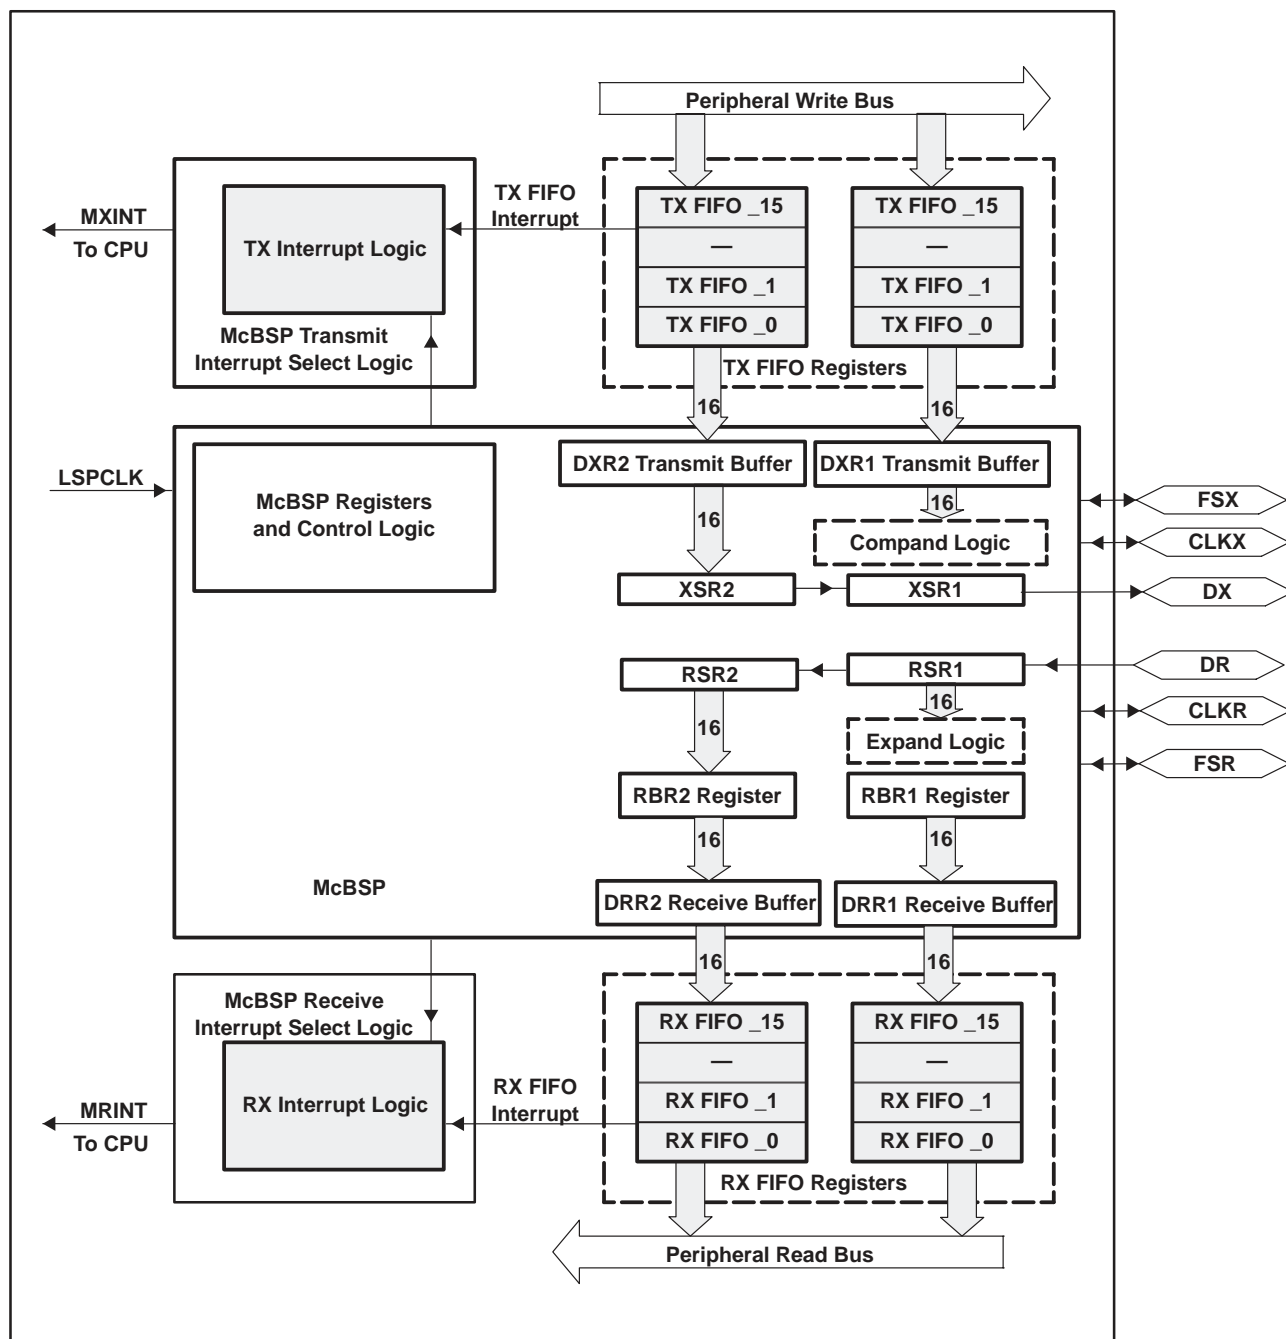 Peripheral Write Bus
TX FIFO
Interrupt
MXINT
To CPU
TX Interrupt Logic
McBSP Transmit
Interrupt Select Logic
TX FIFO _15
—
TX FIFO _1
TX FIFO _0
TX FIFO _15
—
TX FIFO _1
TX FIFO _0
TX FIFO Registers
16
16
LSPCLK
McBSP Registers
and Control Logic
DXR2 Transmit Buffer
DXR1 Transmit Buffer
16
16
Compand Logic
XSR2
XSR1
FSX
CLKX
DX
RSR2
RSR1
DR
16
16
Expand Logic
CLKR
FSR
RBR2 Register
RBR1 Register
16
16
McBSP
DRR2 Receive Buffer
DRR1 Receive Buffer
16
16
McBSP Receive
Interrupt Select Logic
RX Interrupt Logic
MRINT
To CPU
RX FIFO
Interrupt
RX FIFO _15
—
RX FIFO _1
RX FIFO _0
RX FIFO _15
—
RX FIFO _1
RX FIFO _0
RX FIFO Registers
Peripheral Read Bus